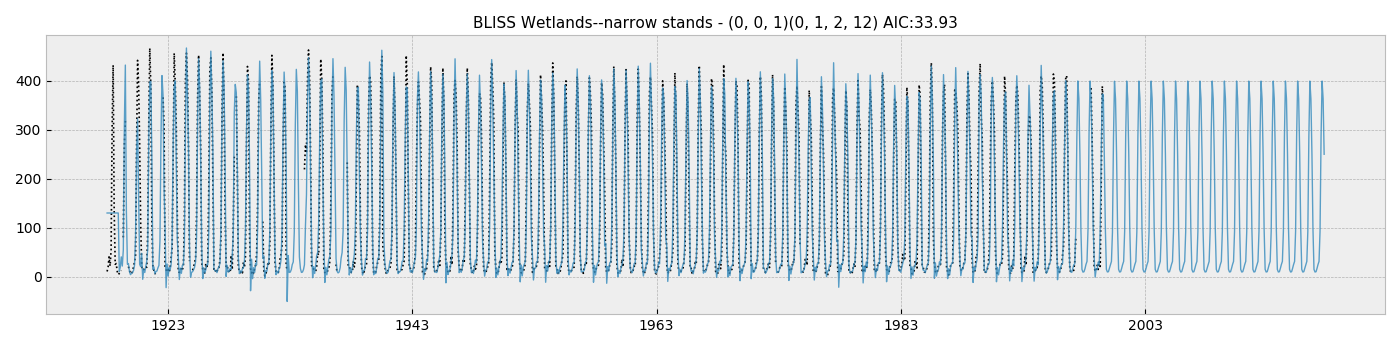 BLISS Wetlands--narrow stands - (0, 0, 1)(0, 1, 2, 12) AIC:33.93
400
300
200
100
0
1923 1943 1963 1983 2003